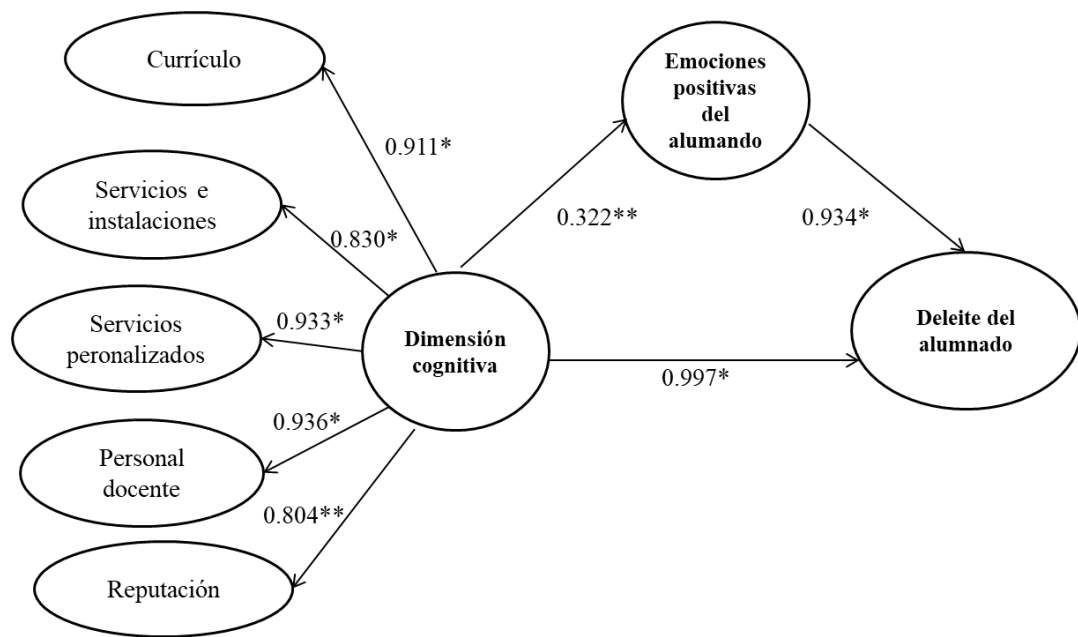 Currículo
Servicios e
instalaciones
Servicios
peronalizados
Personal
docente
Reputación
0.911*
0.830*
0.933*
0.936*
0.804**
Dimensión
cognitiva
0.322**
0.997*
Emociones
positivas
del
alumando
0.934*
Deleite del
alumnado